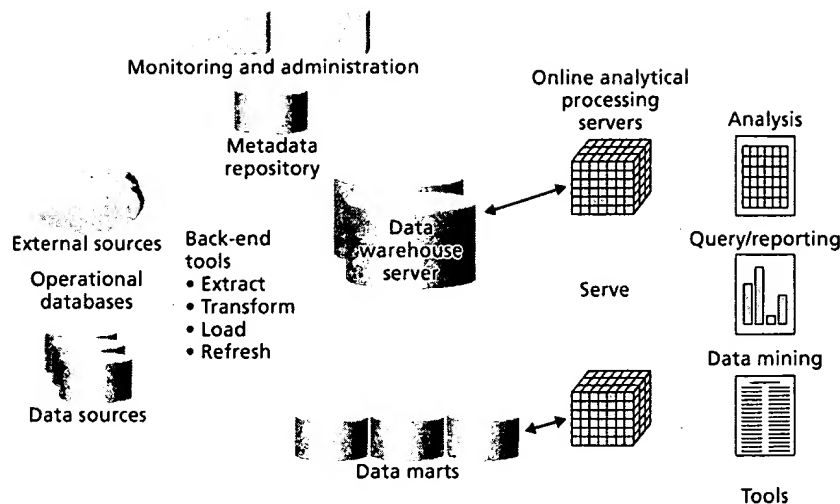 Monitoring and administration
Metadata
repository
Online analytical
processing
servers
Analysis
External sources
Operational
databases
Data sources
Back-end
tools
• Extract
• Transform
• Load
• Refresh
Data
warehouse
server
Serve
Query/reporting
Data mining
Data marts
Tools